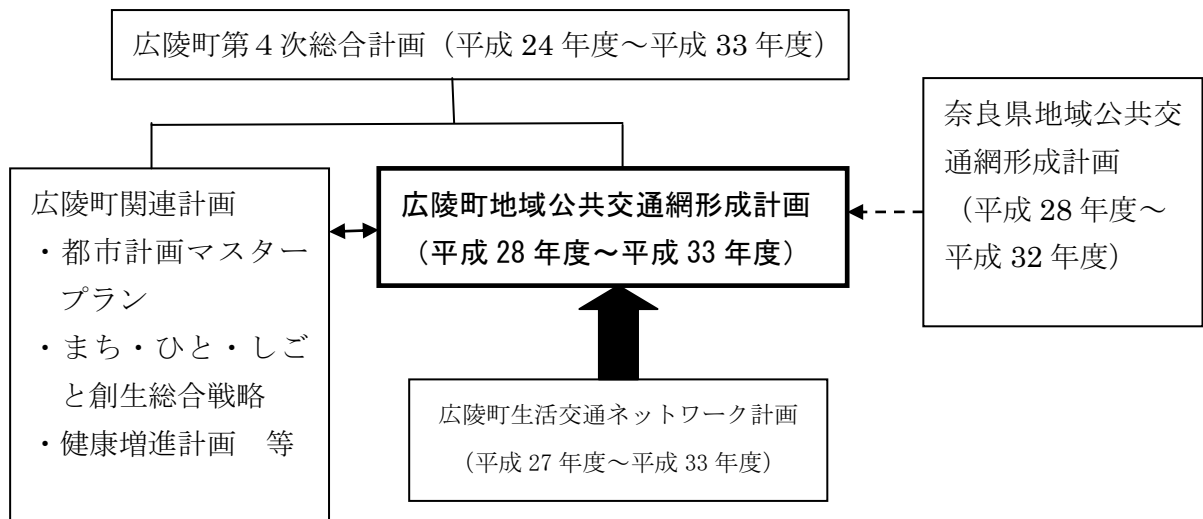 広陵町第４次総合計画（平成 24 年度～平成 33 年度）
奈良県地域公共交
通網形成計画
（平成 28 年度～
平成 32 年度）
広陵町関連計画
・都市計画マスター
プラン
・まち・ひと・しご
と創生総合戦略
・健康増進計画　等
広陵町地域公共交通網形成計画
（平成 28 年度～平成 33 年度）
広陵町生活交通ネットワーク計画
（平成 27 年度～平成 33 年度）